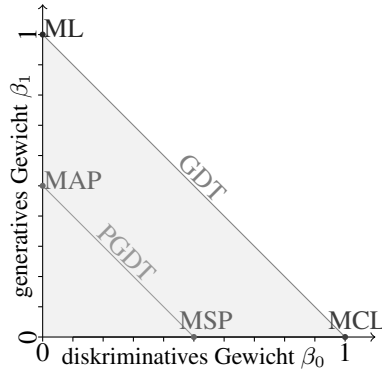 ML
1
generatives Gewicht β1
GDT
MAP
PGDT
MSP
MCL
0
0
1
diskriminatives Gewicht β0